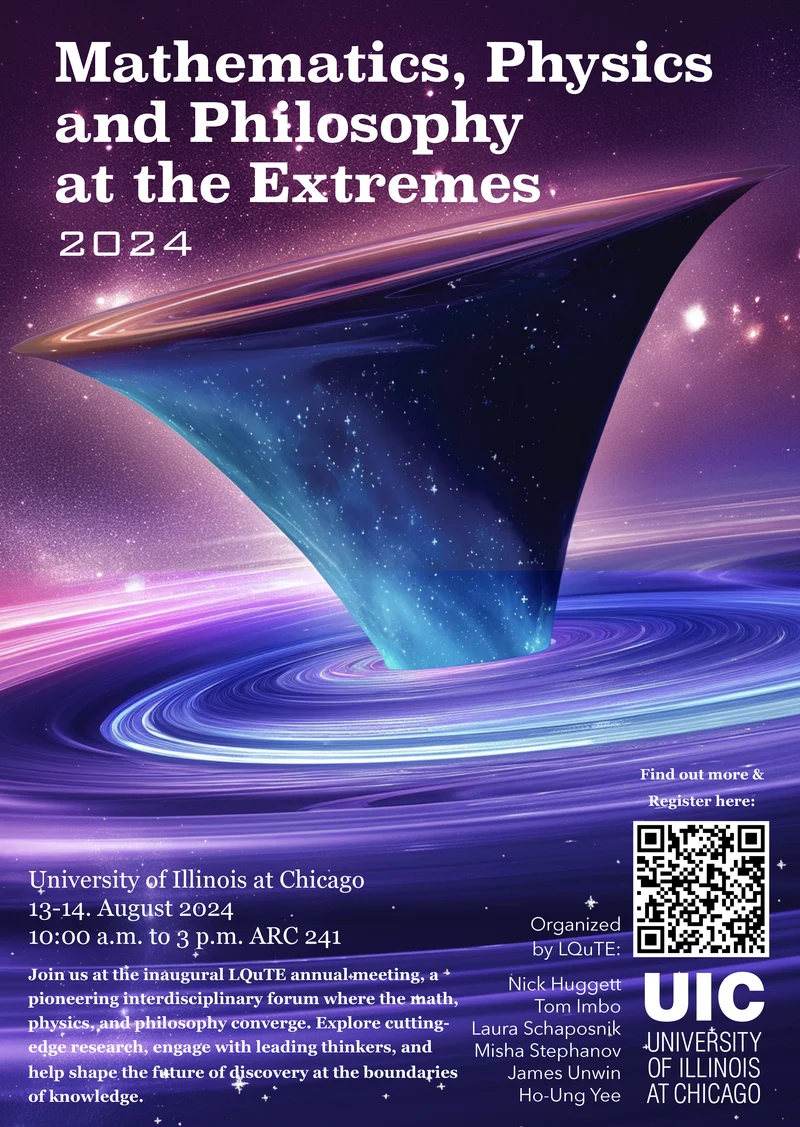 Mathematics, Physics
and Philosophy
at the Extremes
2024
Find out more &
Register here:
University of Illinois at Chicago
13-14. August 2024
10:00 a.m. to 3 p.m. ARC 241
Join us at the inaugural LQuTE annual meeting, a
pioneering interdisciplinary forum where the math,
physics, and philosophy converge. Explore cutting-
edge research, engage with leading thinkers, and
help shape the future of discovery at the boundaries
of knowledge.
Organized
by LQuTE:
Nick Huggett
Tom Imbo
Laura Schaposnik
Misha Stephanov
James Unwin
Ho-Ung Yee
UIC
UNIVERSITY
OF ILLINOIS
AT CHICAGO